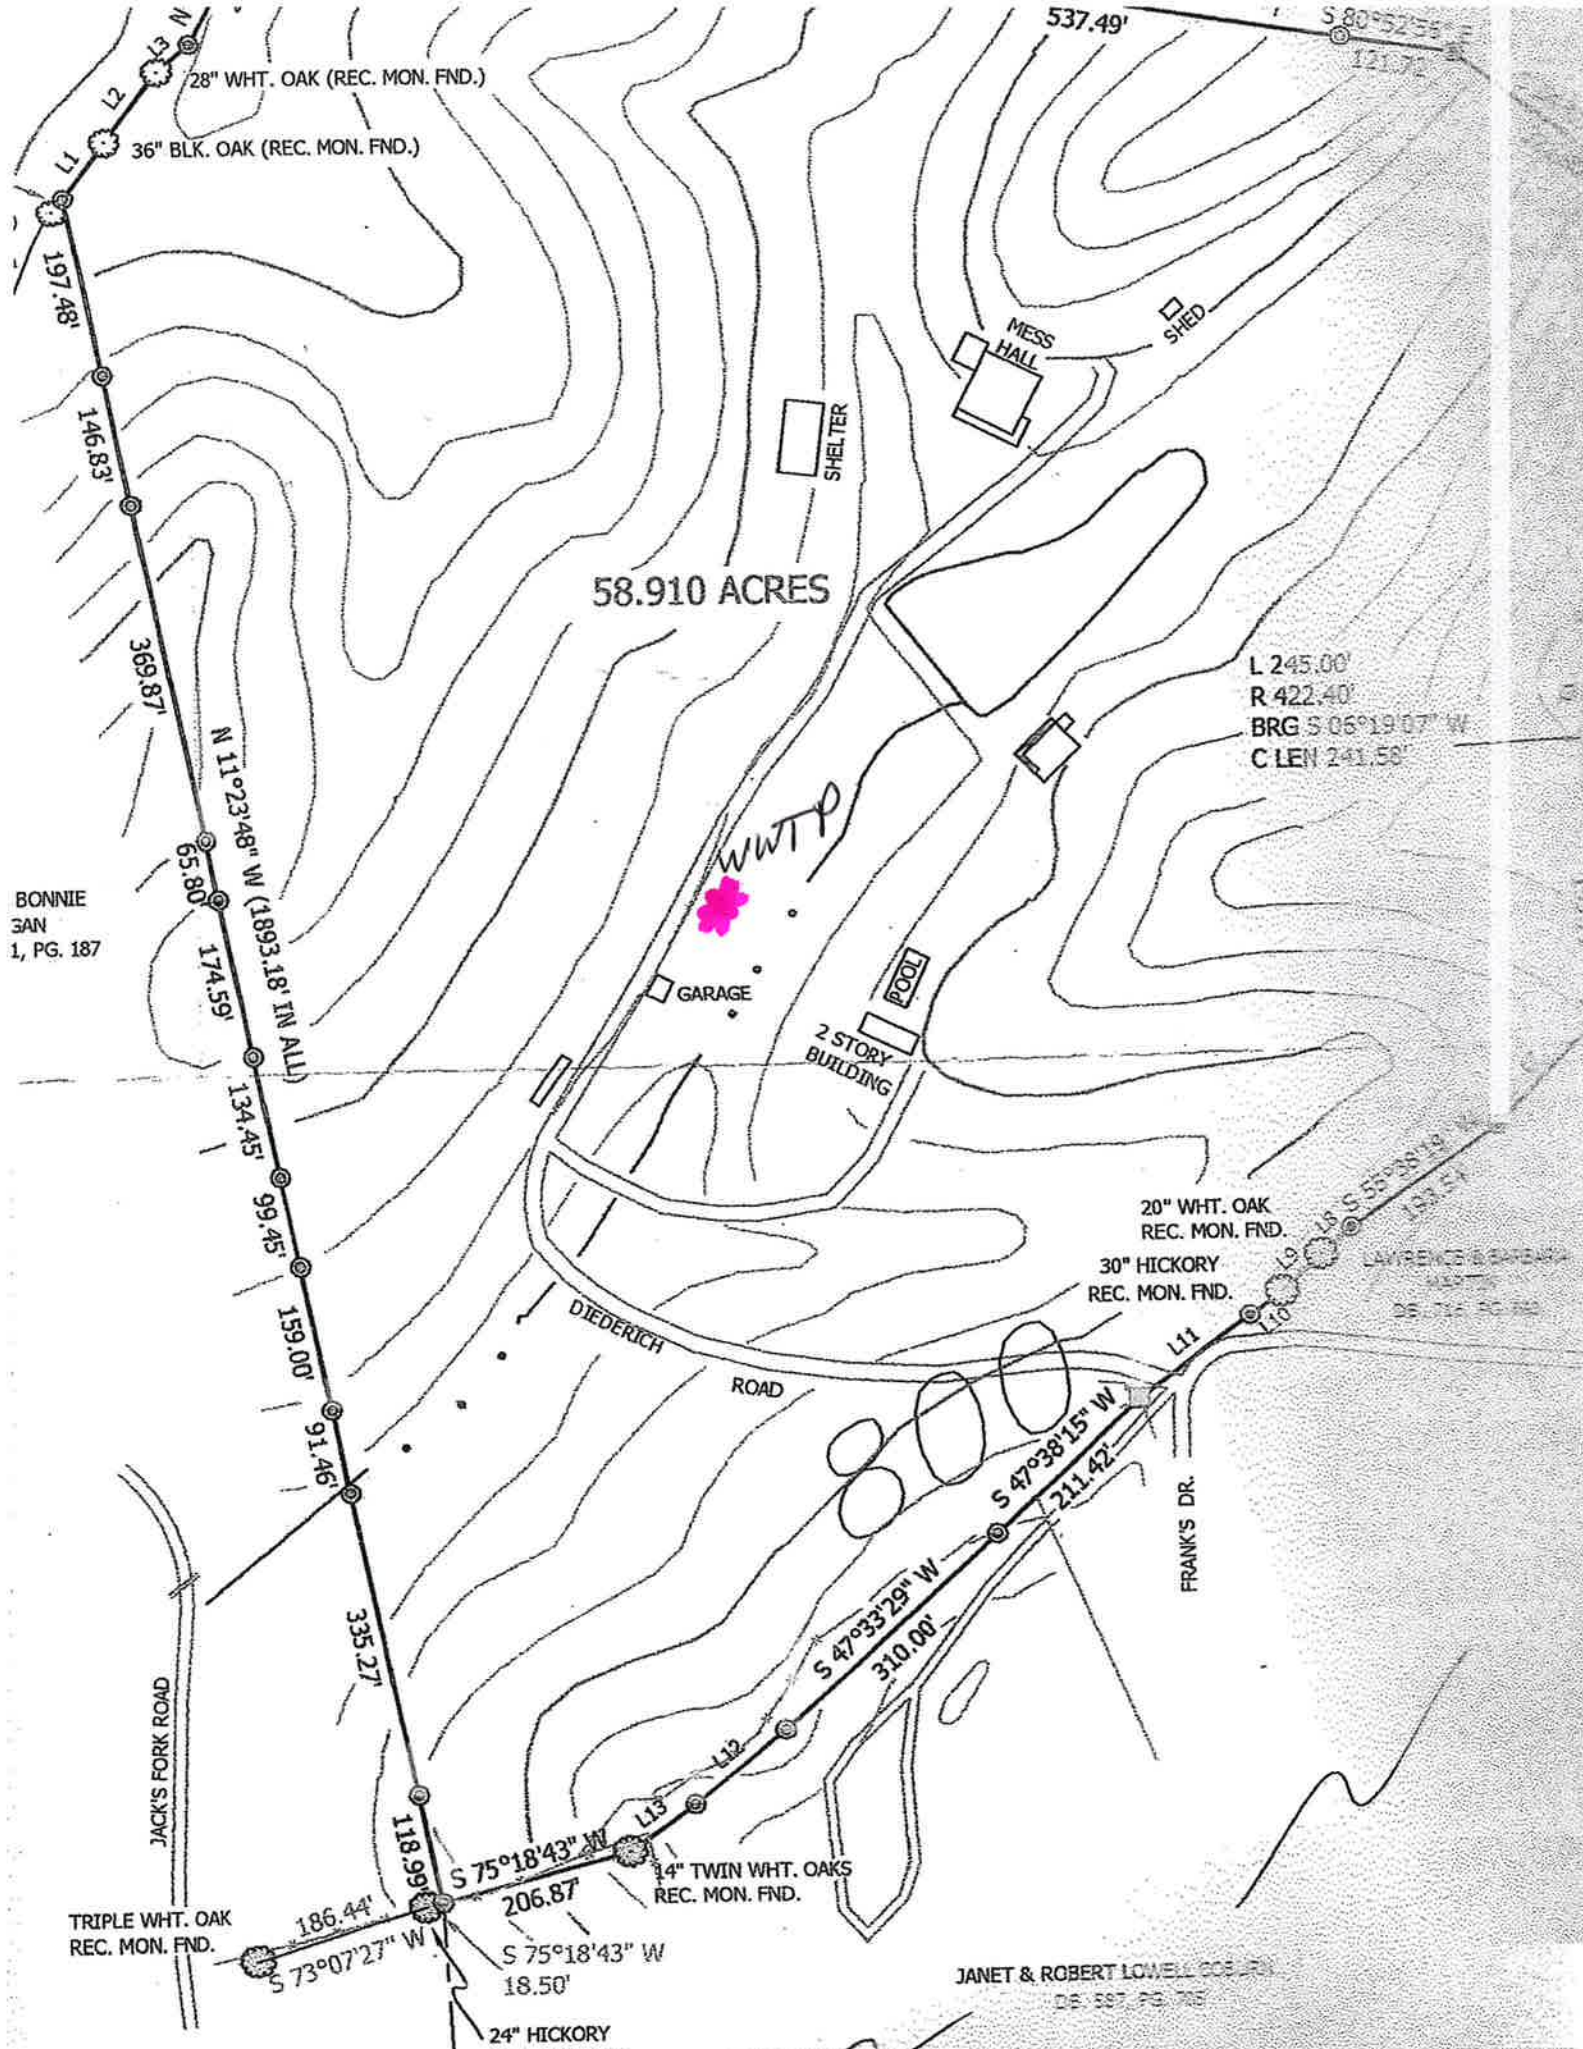 537.49'
121.72'
N
L3
28" WHT. OAK (REC. MON. FND.)
L2
36" BLK. OAK (REC. MON. FND.)
L1
197.48'
146.83'
MESS
HALL
SHED
SHELTER
58.910 ACRES
369.87'
L 245.00'
R 422.40'
BRG S 06°19'07" W
C LEN 241.58'
N 11°23'48" W (1893.18' IN ALL)
65.80'
WWTP
BONNIE
GAN
1, PG. 187
174.59'
GARAGE
POOL
2 STORY
BUILDING
134.45'
99.45'
20" WHT. OAK
REC. MON. FND.
L8
L9
30" HICKORY
REC. MON. FND.
L10
L11
159.00'
DIEDERICH
ROAD
91.46'
S 47°38'15" W
211.42'
FRANK'S DR.
335.27'
S 47°33'29" W
310.00'
JACK'S FORK ROAD
L12
L13
118.99'
S 75°18'43" W
206.87'
14" TWIN WHT. OAKS
REC. MON. FND.
TRIPLE WHT. OAK
REC. MON. FND.
186.44'
S 73°07'27" W
S 75°18'43" W
18.50'
JANET & ROBERT LOWELL
24" HICKORY